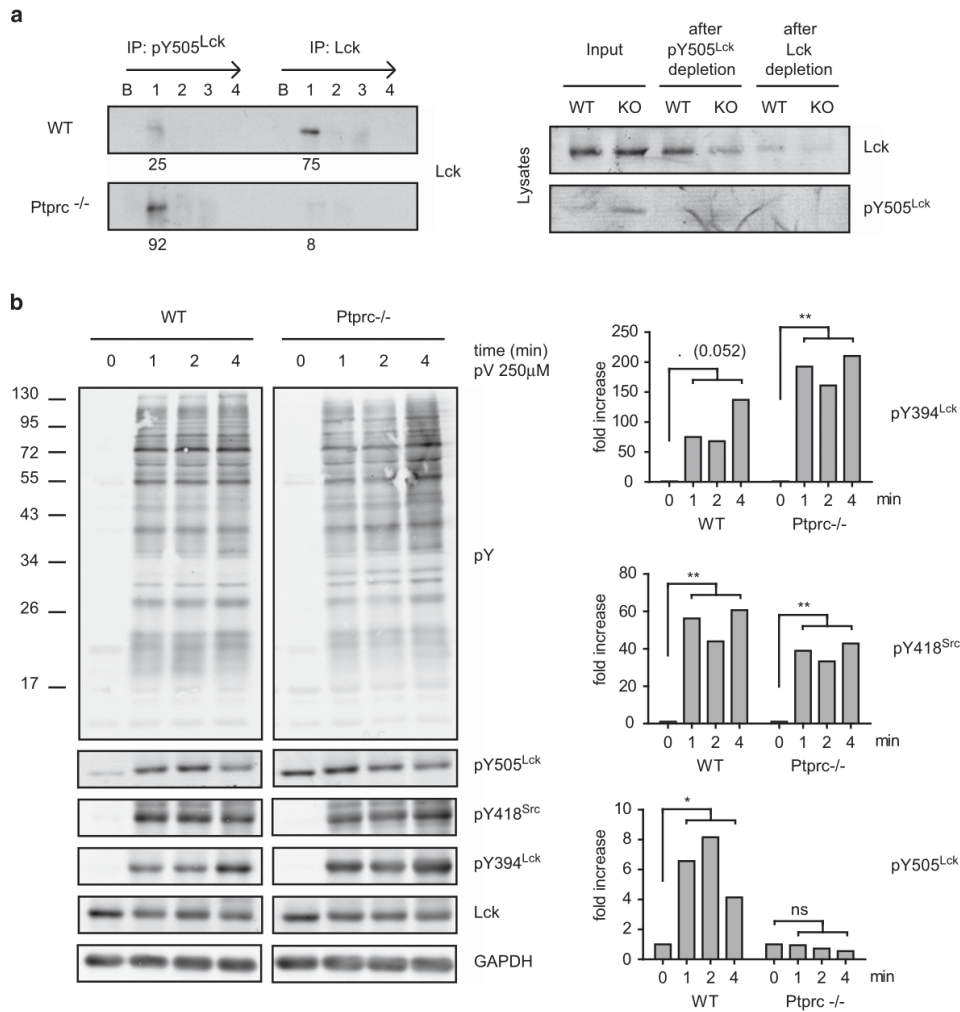 a
IP: pY505Lck IP: Lck
B 1 2 3 4 B 1 2 3 4
WT
25 75
Lck
Ptprc -/-
92 8
Input after pY505Lck depletion after Lck depletion
WT KO WT KO WT KO
Lysates
Lck
pY505Lck
b
WT Ptprc-/-
0 1 2 4 0 1 2 4 time (min)
pV 250µM
130
95
72
55
43
34
26
17
pY
pY505Lck
pY418Src
pY394Lck
Lck
GAPDH
fold increase
250
200
150
100
50
0
. (0.052) **
0 1 2 4 0 1 2 4 min
WT Ptprc-/-
pY394Lck
fold increase
80
60
40
20
0
** **
0 1 2 4 0 1 2 4 min
WT Ptprc-/-
pY418Src
fold increase
10
8
6
4
2
0
* ns
0 1 2 4 0 1 2 4 min
WT Ptprc -/-
pY505Lck